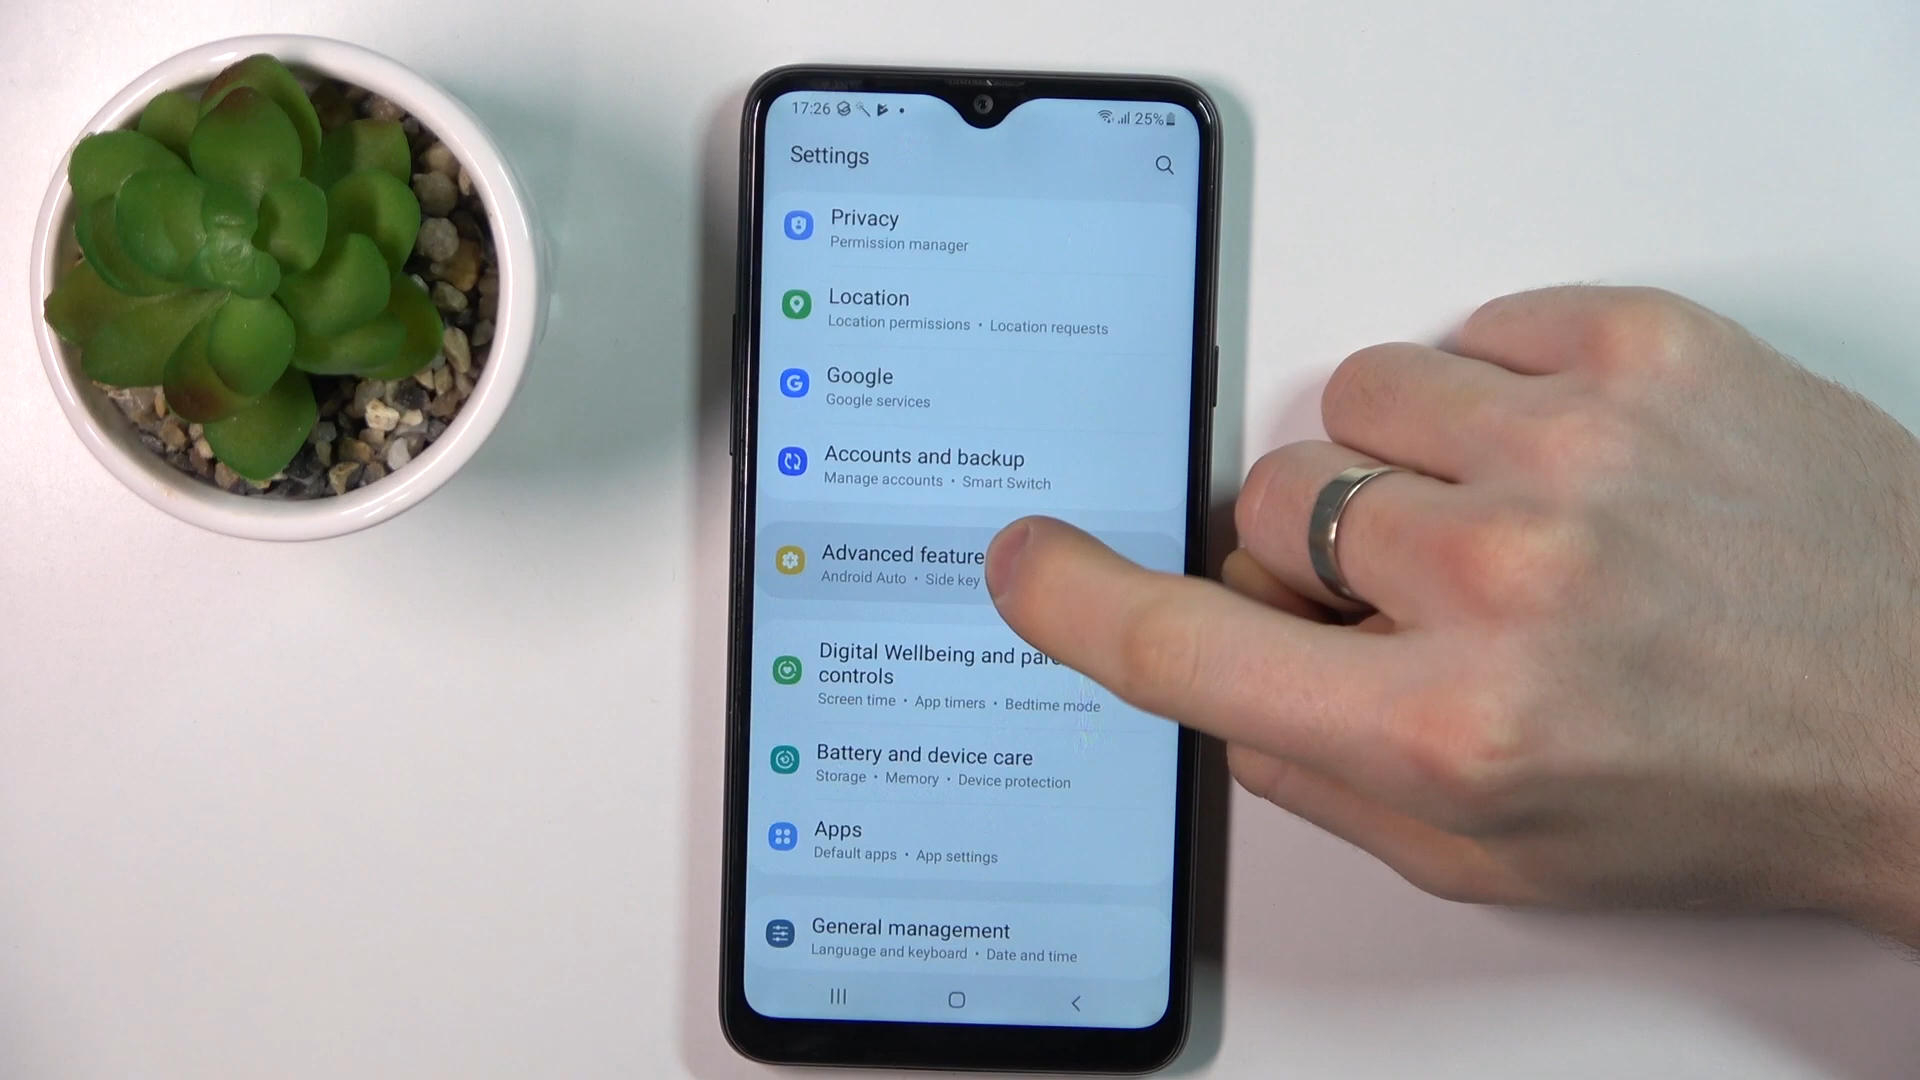 17:26 25%
Settings
Privacy
Permission manager
Location
Location permissions • Location requests
Google
Google services
Accounts and backup
Manage accounts • Smart Switch
Advanced feature
Android Auto • Side key
Digital Wellbeing and
controls
Screen time • App timers • Bedtime mode
Battery and device care
Storage • Memory • Device protection
Apps
Default apps • App settings
General management
Language and keyboard • Date and time